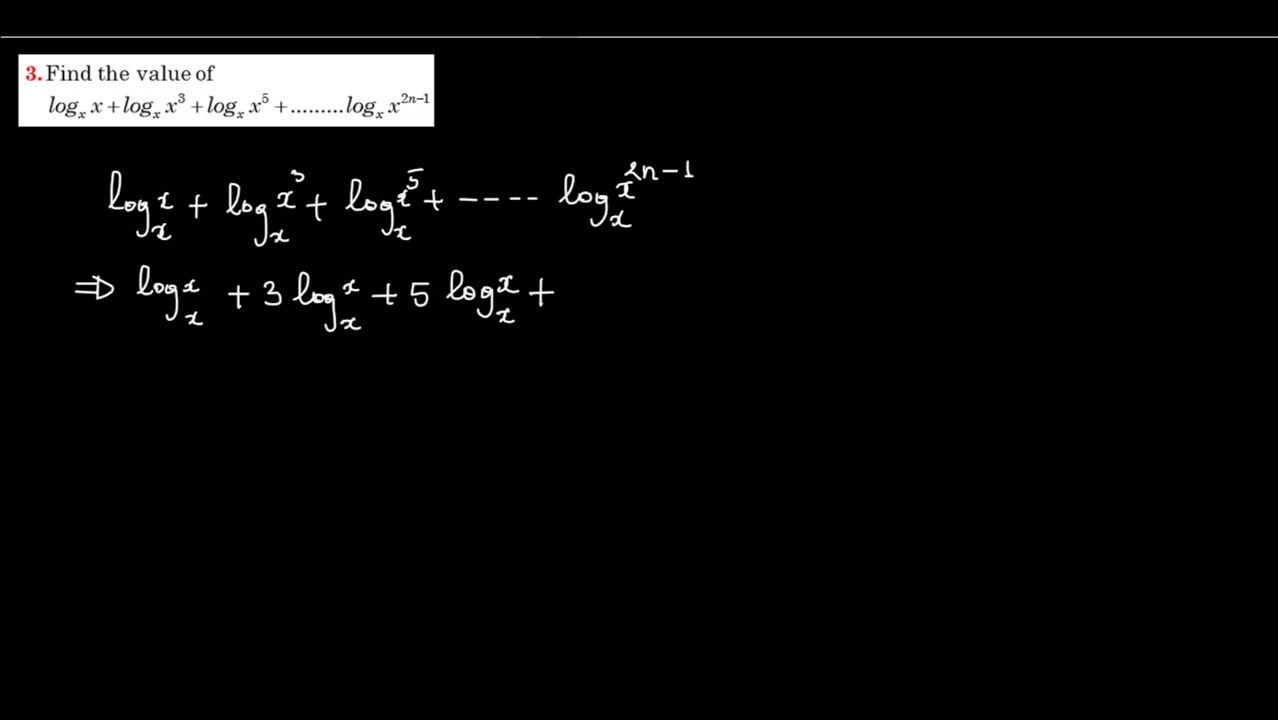 3. Find the value of
log_x x + log_x x^3 + log_x x^5 + ......... log_x x^{2n-1}
log_x x + log_x x^3 + log_x x^5 + ---- log_x x^{2n-1}
⇒ log_x x + 3 log_x x + 5 log_x x +